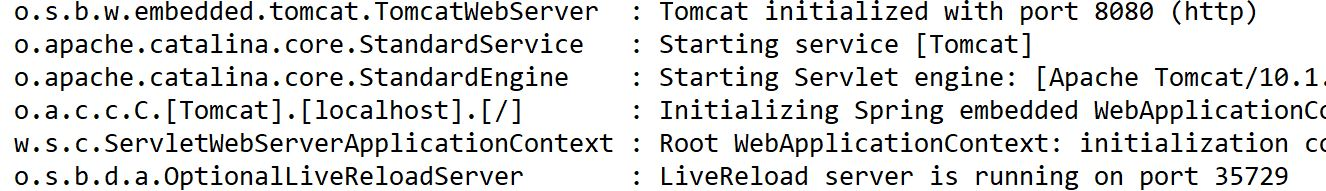 o.s.b.w.embedded.tomcat.TomcatWebServer  : Tomcat initialized with port 8080 (http)
o.apache.catalina.core.StandardService   : Starting service [Tomcat]
o.apache.catalina.core.StandardEngine    : Starting Servlet engine: [Apache Tomcat/10.1.
o.a.c.c.C.[Tomcat].[localhost].[/]       : Initializing Spring embedded WebApplicationCo
w.s.c.ServletWebServerApplicationContext : Root WebApplicationContext: initialization co
o.s.b.d.a.OptionalLiveReloadServer       : LiveReload server is running on port 35729